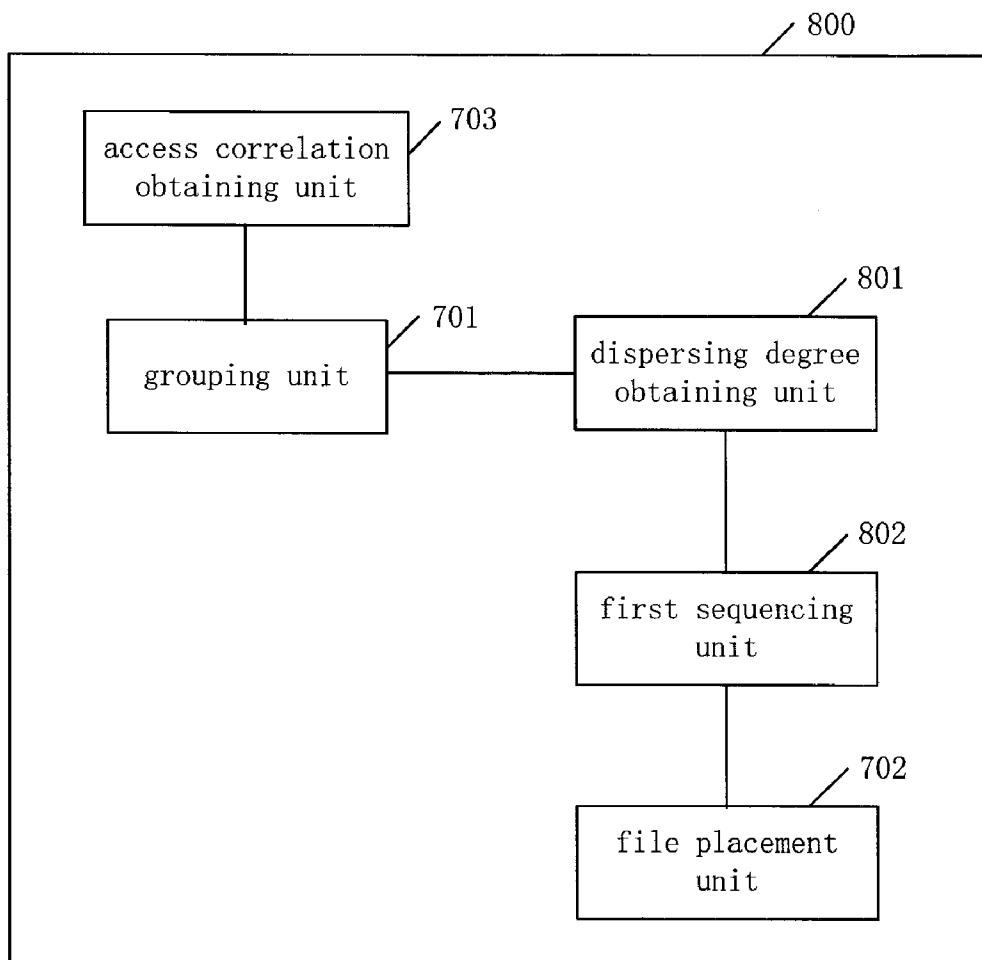 800
703
access correlation
obtaining unit
701
grouping unit
801
dispersing degree
obtaining unit
802
first sequencing
unit
702
file placement
unit